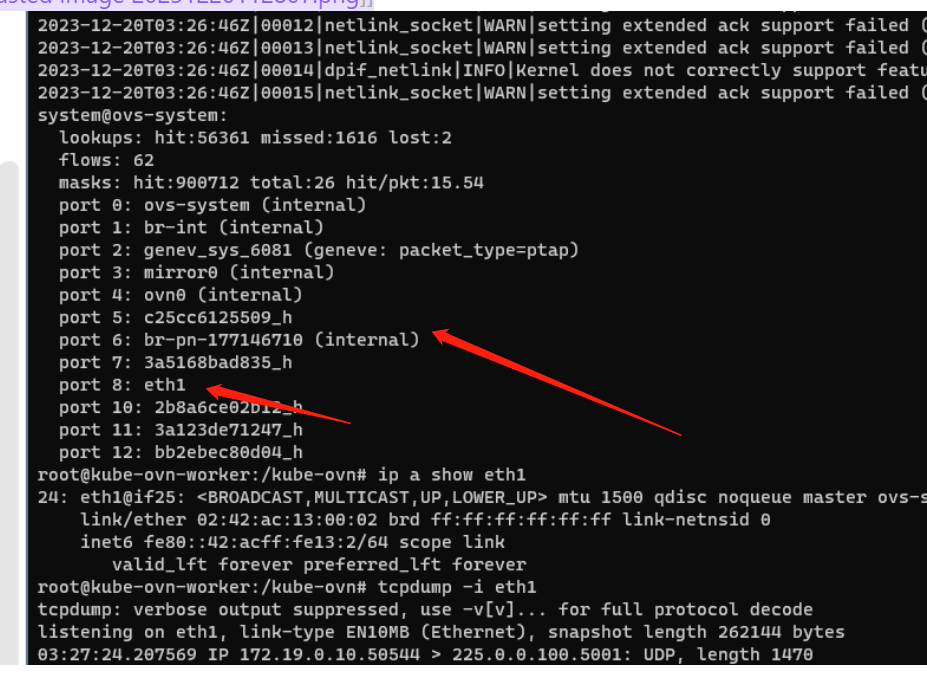 asted image 20231220112607.png]]
2023-12-20T03:26:46Z|00012|netlink_socket|WARN|setting extended ack support failed (
2023-12-20T03:26:46Z|00013|netlink_socket|WARN|setting extended ack support failed (
2023-12-20T03:26:46Z|00014|dpif_netlink|INFO|Kernel does not correctly support featu
2023-12-20T03:26:46Z|00015|netlink_socket|WARN|setting extended ack support failed (
system@ovs-system:
lookups: hit:56361 missed:1616 lost:2
flows: 62
masks: hit:900712 total:26 hit/pkt:15.54
port 0: ovs-system (internal)
port 1: br-int (internal)
port 2: genev_sys_6081 (geneve: packet_type=ptap)
port 3: mirror0 (internal)
port 4: ovn0 (internal)
port 5: c25cc6125509_h
port 6: br-pn-177146710 (internal)
port 7: 3a5168bad835_h
port 8: eth1
port 10: 2b8a6ce02b12_h
port 11: 3a123de71247_h
port 12: bb2ebec80d04_h
root@kube-ovn-worker:/kube-ovn# ip a show eth1
24: eth1@if25: <BROADCAST,MULTICAST,UP,LOWER_UP> mtu 1500 qdisc noqueue master ovs-s
link/ether 02:42:ac:13:00:02 brd ff:ff:ff:ff:ff:ff link-netnsid 0
inet6 fe80::42:acff:fe13:2/64 scope link
valid_lft forever preferred_lft forever
root@kube-ovn-worker:/kube-ovn# tcpdump -i eth1
tcpdump: verbose output suppressed, use -v[v]... for full protocol decode
listening on eth1, link-type EN10MB (Ethernet), snapshot length 262144 bytes
03:27:24.207569 IP 172.19.0.10.50544 > 225.0.0.100.5001: UDP, length 1470